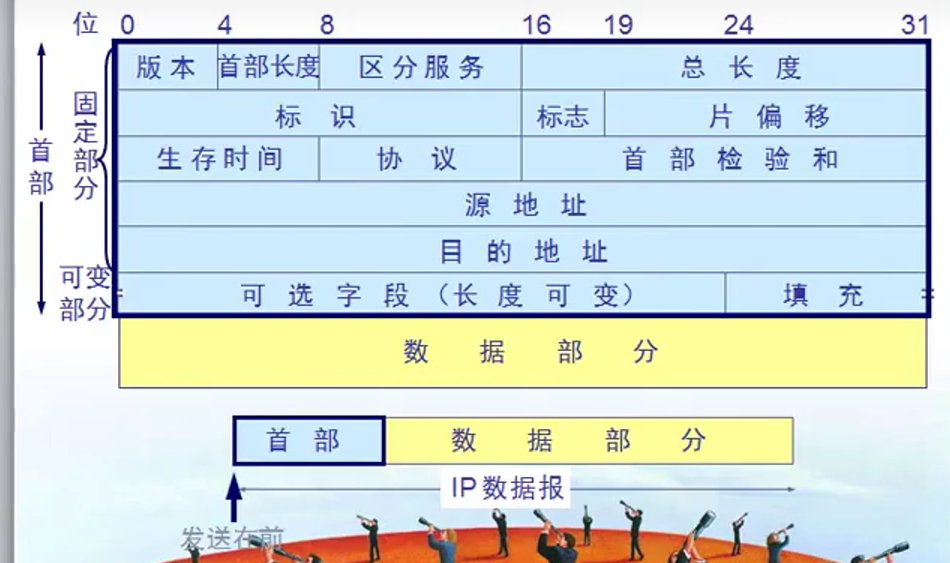 位 0 4 8 16 19 24 31
版本 首部长度 区分服务 总长度
标识 标志 片偏移
生存时间 协议 首部检验和
源地址
目的地址
可选字段（长度可变） 填充
数据部分
首部
固定部分
可变部分
首部 数据部分
IP数据报
发送在前